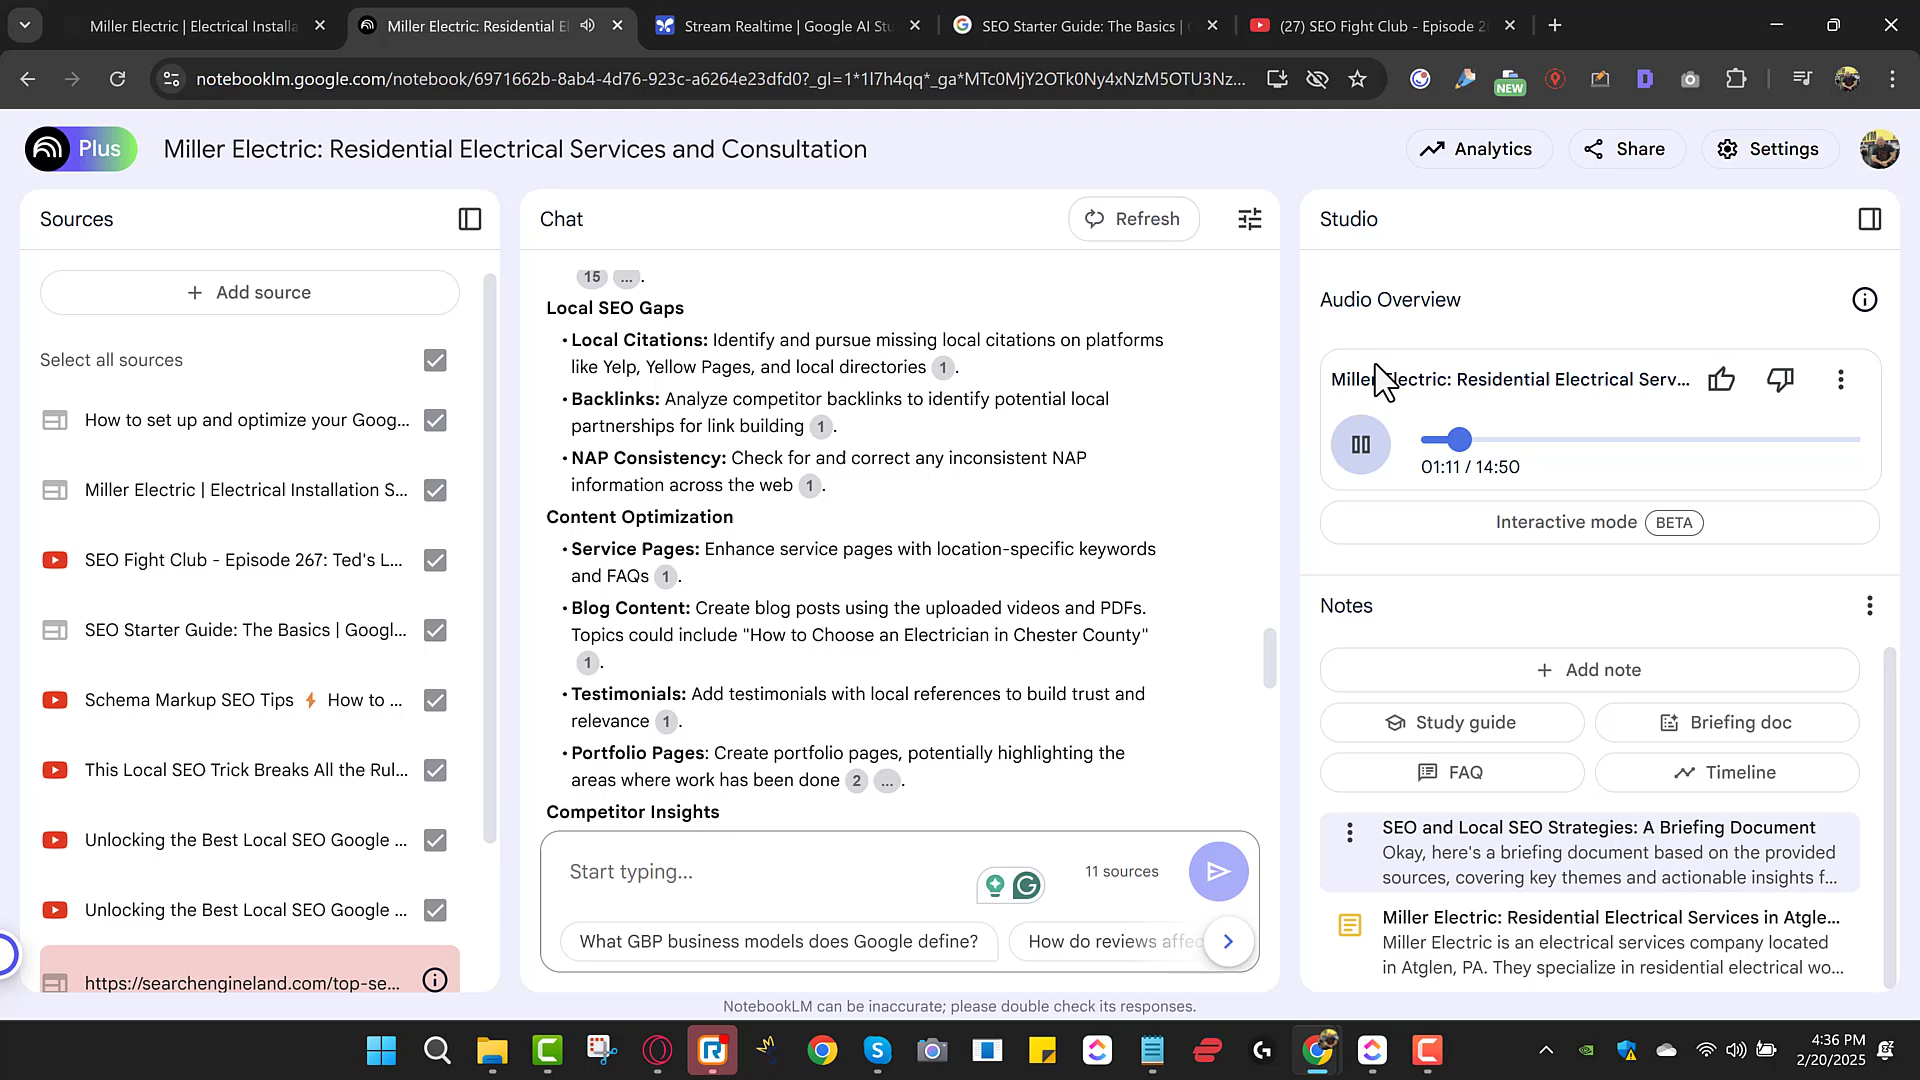 Miller Electric | Electrical Installa
Miller Electric: Residential El
Stream Realtime | Google AI Stu
SEO Starter Guide: The Basics |
(27) SEO Fight Club - Episode 26
notebooklm.google.com/notebook/6971662b-8ab4-4d76-923c-a6264e23dfd0?_gl=1*1l7h4qq*_ga*MTc0MjY2OTk0Ny4xNzM5OTU3Nz...
NEW
Plus
Miller Electric: Residential Electrical Services and Consultation
Analytics
Share
Settings
Sources
Add source
Select all sources
How to set up and optimize your Goog...
Miller Electric | Electrical Installation S...
SEO Fight Club - Episode 267: Ted's L...
SEO Starter Guide: The Basics | Googl...
Schema Markup SEO Tips ⚡ How to ...
This Local SEO Trick Breaks All the Rul...
Unlocking the Best Local SEO Google ...
Unlocking the Best Local SEO Google ...
https://searchengineland.com/top-se...
Chat
Refresh
15 ... .
Local SEO Gaps
• Local Citations: Identify and pursue missing local citations on platforms
like Yelp, Yellow Pages, and local directories 1 .
• Backlinks: Analyze competitor backlinks to identify potential local
partnerships for link building 1 .
• NAP Consistency: Check for and correct any inconsistent NAP
information across the web 1 .
Content Optimization
• Service Pages: Enhance service pages with location-specific keywords
and FAQs 1 .
• Blog Content: Create blog posts using the uploaded videos and PDFs.
Topics could include "How to Choose an Electrician in Chester County"
1 .
• Testimonials: Add testimonials with local references to build trust and
relevance 1 .
• Portfolio Pages: Create portfolio pages, potentially highlighting the
areas where work has been done 2 ... .
Competitor Insights
Start typing...
11 sources
What GBP business models does Google define?
How do reviews affec
NotebookLM can be inaccurate; please double check its responses.
Studio
Audio Overview
Miller Electric: Residential Electrical Serv...
01:11 / 14:50
Interactive mode BETA
Notes
Add note
Study guide
Briefing doc
FAQ
Timeline
SEO and Local SEO Strategies: A Briefing Document
Okay, here's a briefing document based on the provided
sources, covering key themes and actionable insights f...
Miller Electric: Residential Electrical Services in Atgle...
Miller Electric is an electrical services company located
in Atglen, PA. They specialize in residential electrical wo...
4:36 PM
2/20/2025